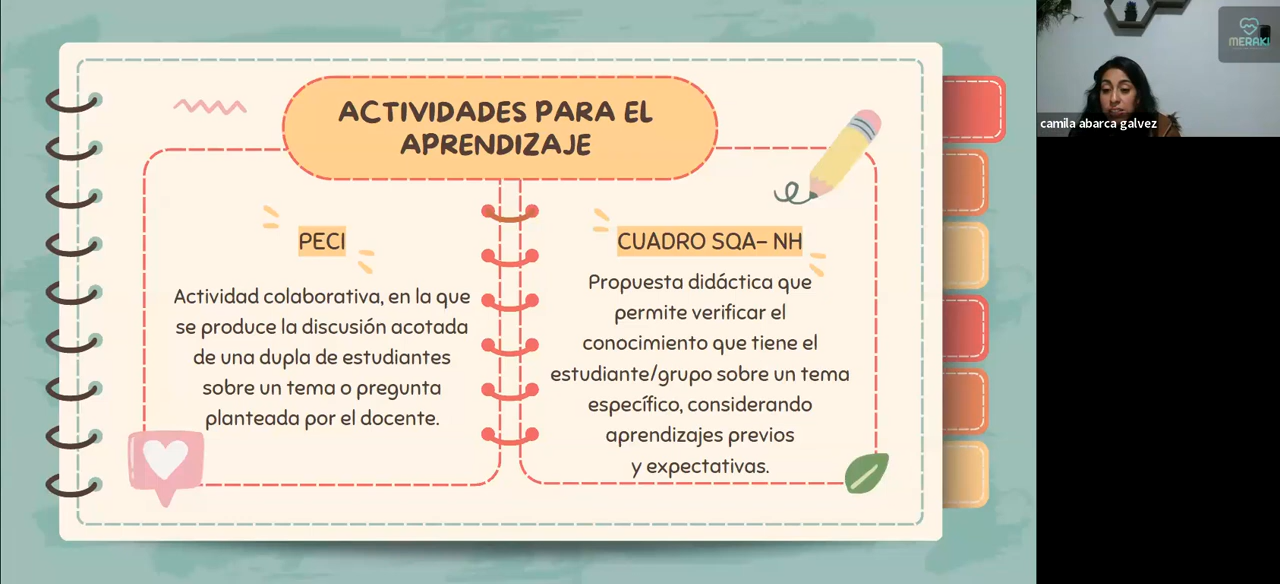 ACTIVIDADES PARA EL
APRENDIZAJE
PECI
Actividad colaborativa, en la que
se produce la discusión acotada
de una dupla de estudiantes
sobre un tema o pregunta
planteada por el docente.
CUADRO SQA– NH
Propuesta didáctica que
permite verificar el
conocimiento que tiene el
estudiante/grupo sobre un tema
específico, considerando
aprendizajes previos
y expectativas.
MERAKI
camila abarca galvez